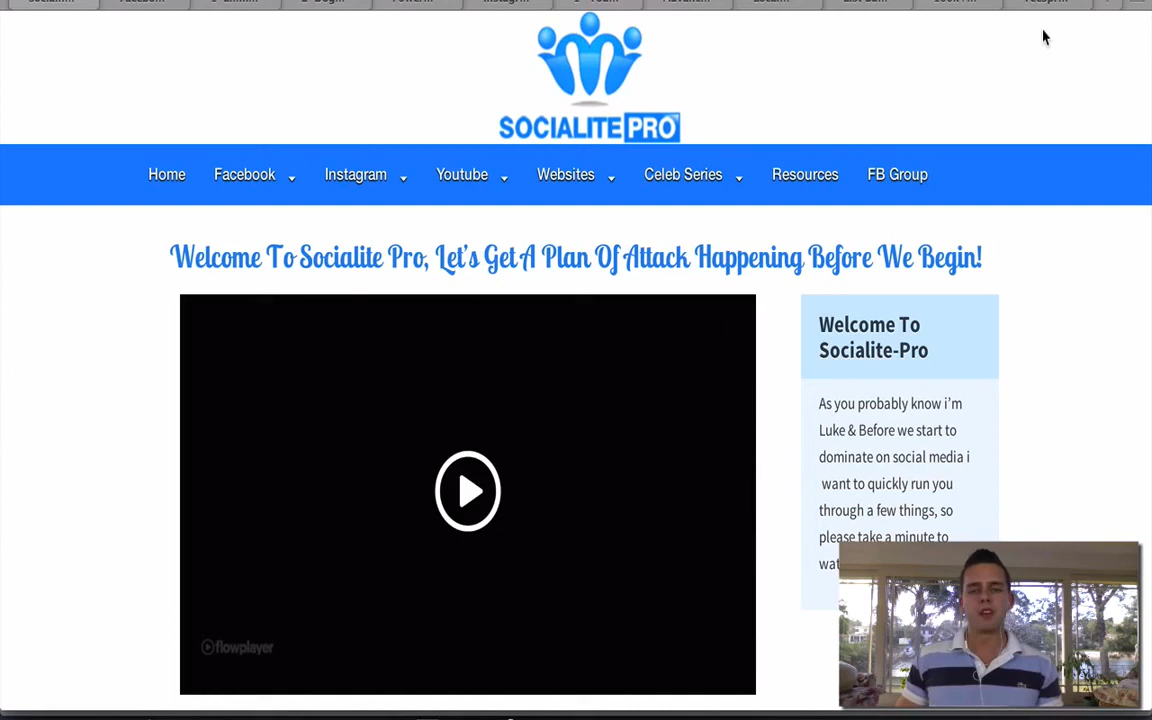 SOCIALITE PRO
Home Facebook Instagram Youtube Websites Celeb Series Resources FB Group
Welcome To Socialite Pro, Let's Get A Plan Of Attack Happening Before We Begin!
Welcome To
Socialite-Pro
As you probably know i'm
Luke & Before we start to
dominate on social media i
want to quickly run you
through a few things, so
please take a minute to
flowplayer